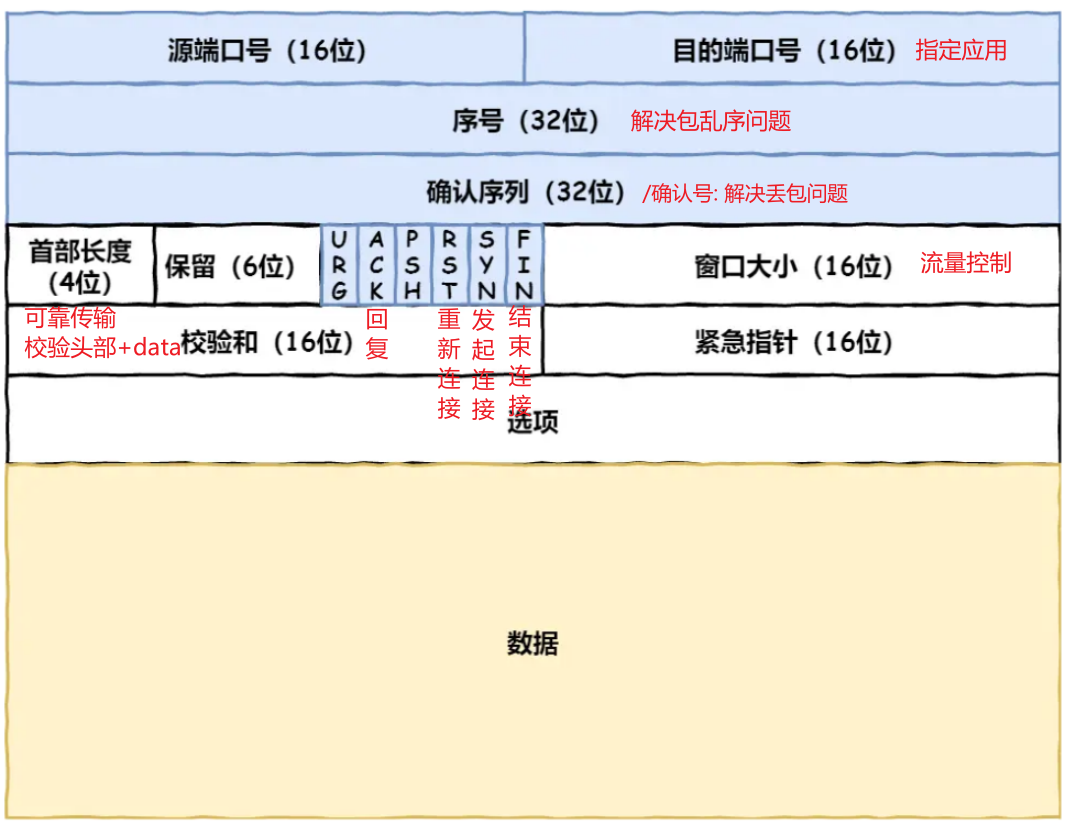 源端口号（16位）
目的端口号（16位） 指定应用
序号（32位） 解决包乱序问题
确认序列（32位） /确认号: 解决丢包问题
首部长度
（4位）
保留（6位）
URG
ACK
PSH
RST
SYN
FIN
窗口大小（16位） 流量控制
可靠传输
校验头部+data
校验和（16位）
回复
重新连接
发起连接
结束连接
紧急指针（16位）
选项
数据